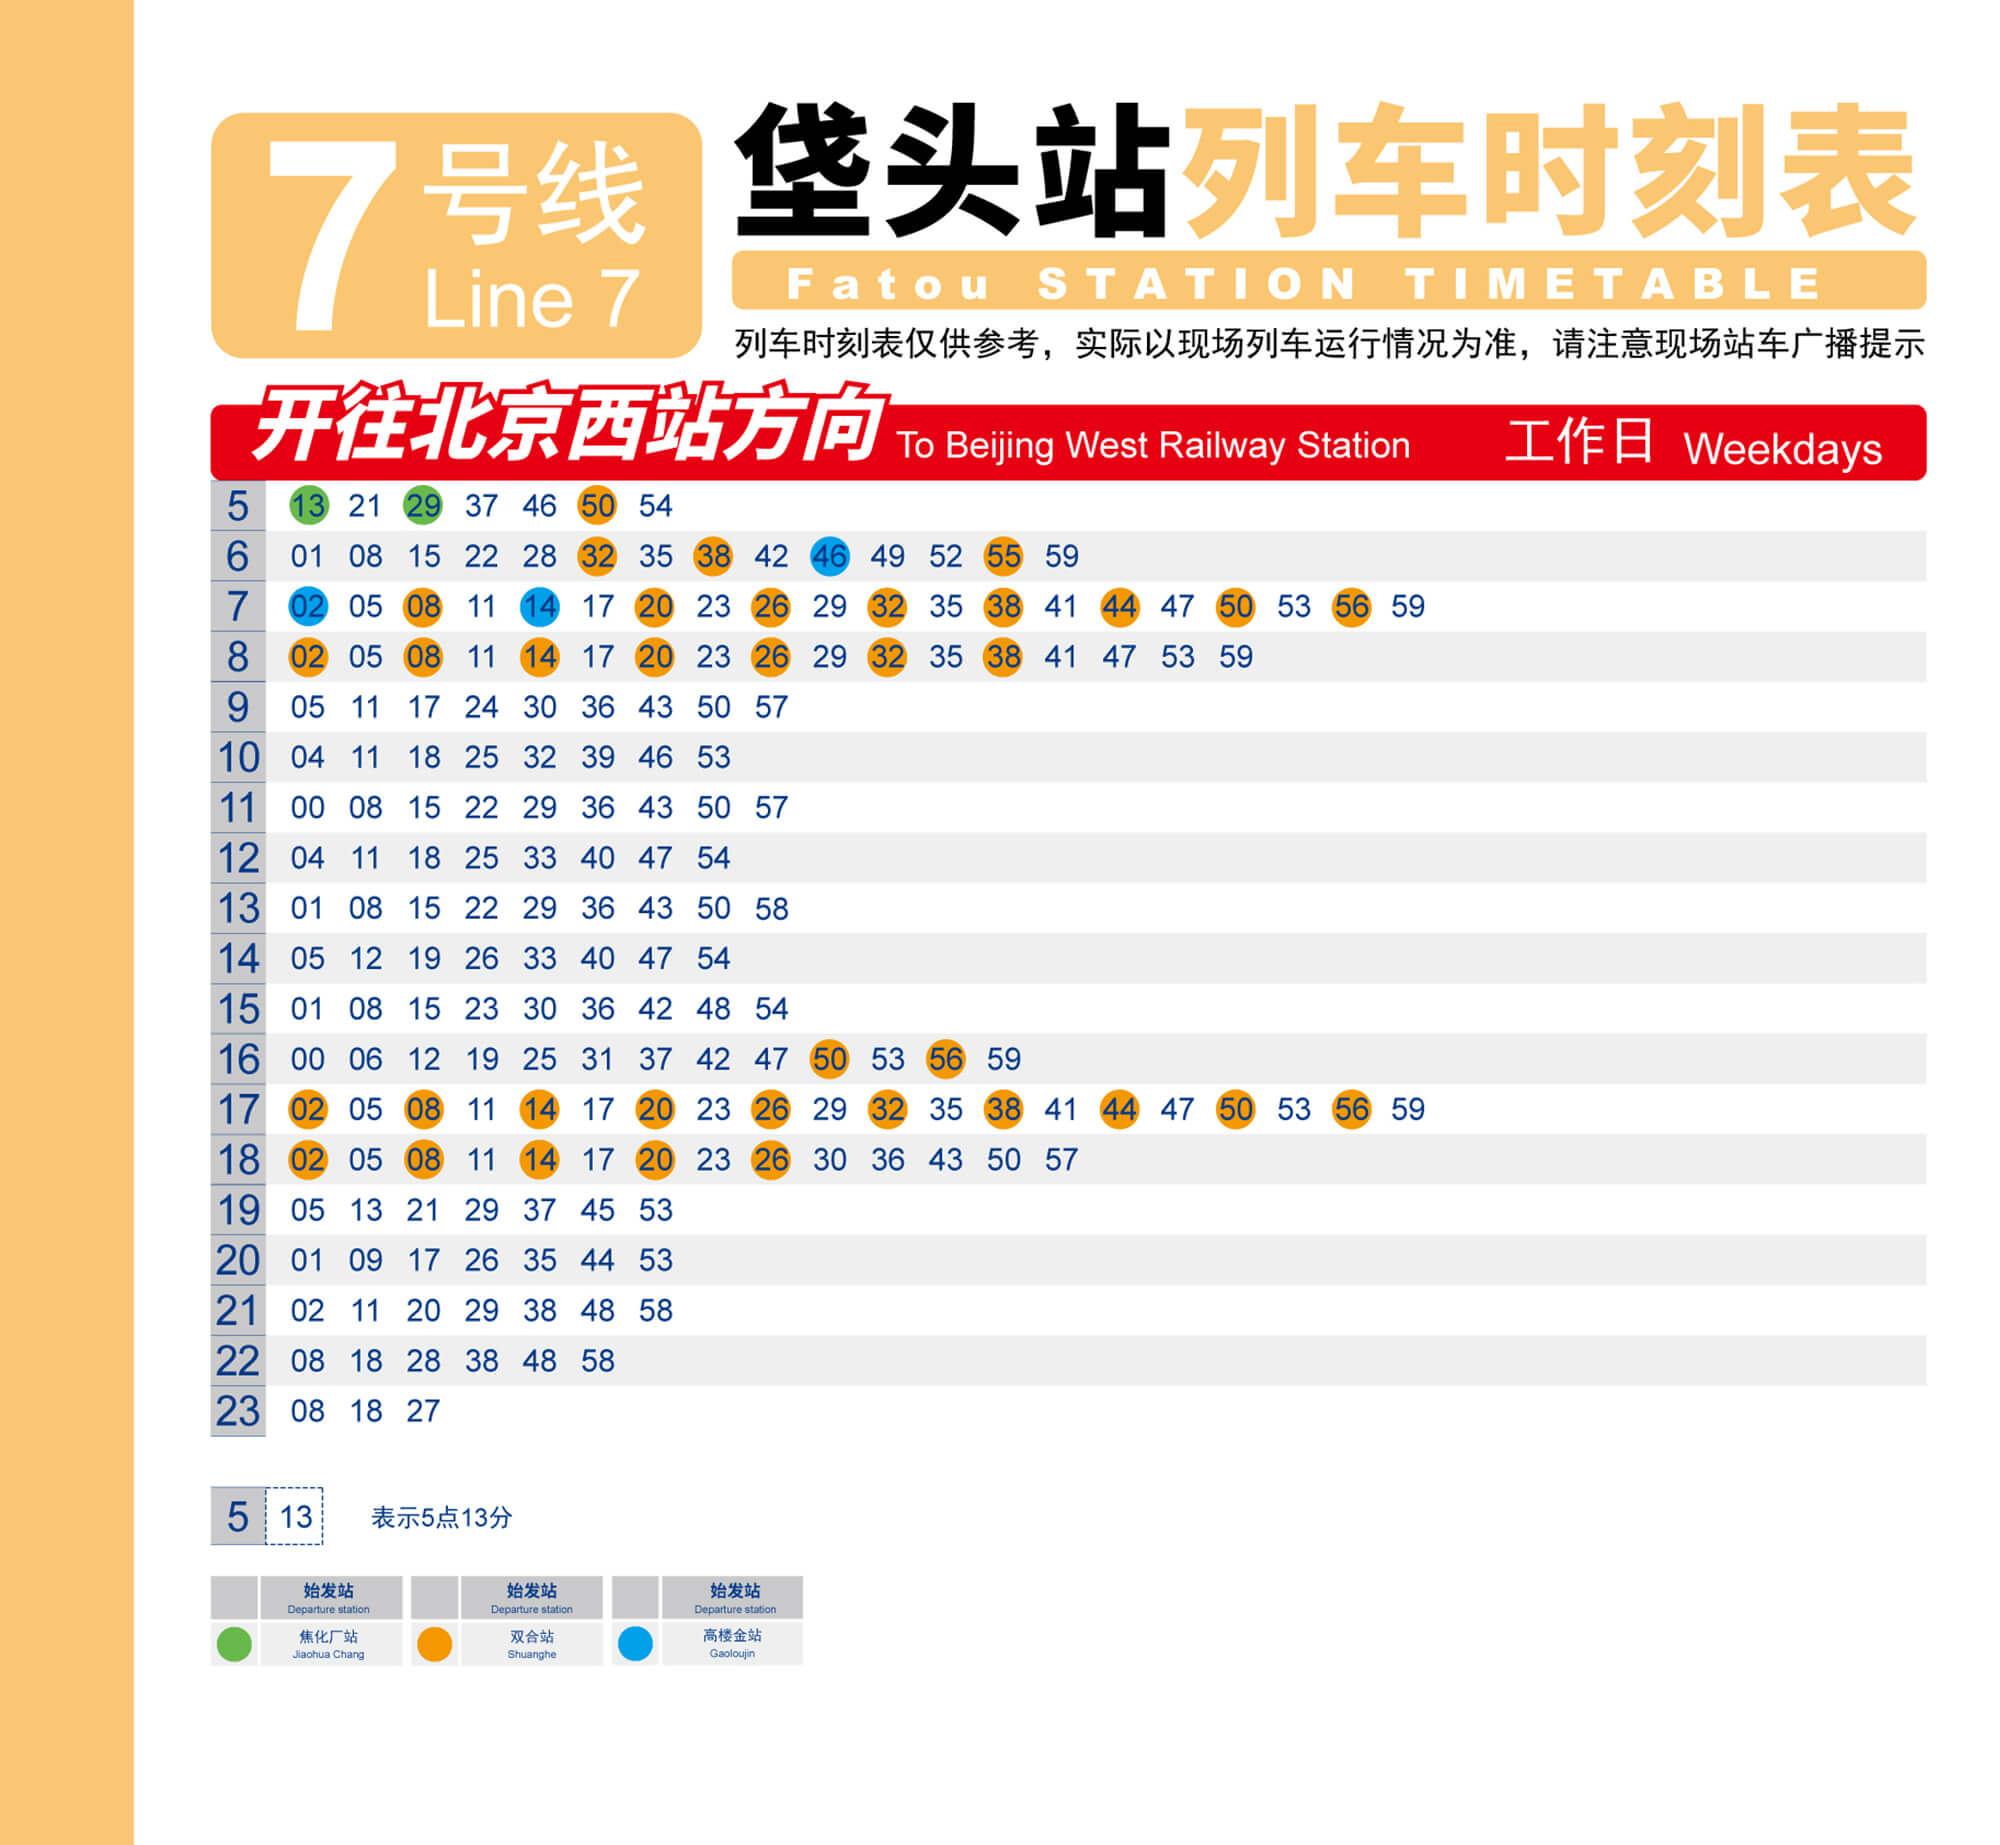 7号线
Line 7
垡头站列车时刻表
Fatou STATION TIMETABLE
列车时刻表仅供参考，实际以现场列车运行情况为准，请注意现场站车广播提示
开往北京西站方向 To Beijing West Railway Station 工作日 Weekdays
5 13 21 29 37 46 50 54
6 01 08 15 22 28 32 35 38 42 46 49 52 55 59
7 02 05 08 11 14 17 20 23 26 29 32 35 38 41 44 47 50 53 56 59
8 02 05 08 11 14 17 20 23 26 29 32 35 38 41 47 53 59
9 05 11 17 24 30 36 43 50 57
10 04 11 18 25 32 39 46 53
11 00 08 15 22 29 36 43 50 57
12 04 11 18 25 33 40 47 54
13 01 08 15 22 29 36 43 50 58
14 05 12 19 26 33 40 47 54
15 01 08 15 23 30 36 42 48 54
16 00 06 12 19 25 31 37 42 47 50 53 56 59
17 02 05 08 11 14 17 20 23 26 29 32 35 38 41 44 47 50 53 56 59
18 02 05 08 11 14 17 20 23 26 30 36 43 50 57
19 05 13 21 29 37 45 53
20 01 09 17 26 35 44 53
21 02 11 20 29 38 48 58
22 08 18 28 38 48 58
23 08 18 27
5 13 表示5点13分
始发站 始发站 始发站
Departure station Departure station Departure station
焦化厂站 双合站 高楼金站
Jiaohua Chang Shuanghe Gaoloujin